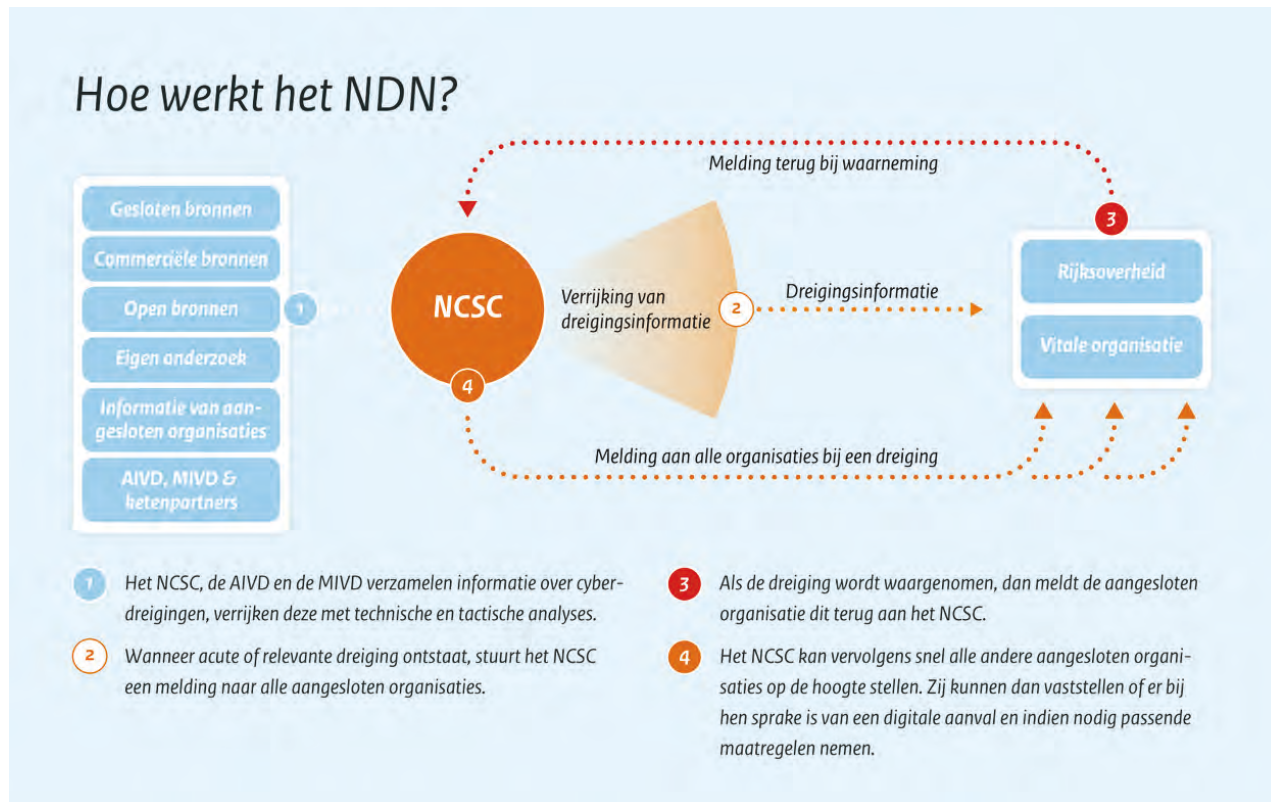 Hoe werkt het NDN?
Gesloten bronnen
Commerciële bronnen
Open bronnen
Eigen onderzoek
Informatie van aan-
gesloten organisaties
AIVD, MIVD &
ketenpartners
1
NCSC
4
Verrijking van
dreigingsinformatie
2
Dreigingsinformatie
Melding terug bij waarneming
3
Rijksoverheid
Vitale organisatie
Melding aan alle organisaties bij een dreiging
1 Het NCSC, de AIVD en de MIVD verzamelen informatie over cyber-
dreigingen, verrijken deze met technische en tactische analyses.
2 Wanneer acute of relevante dreiging ontstaat, stuurt het NCSC
een melding naar alle aangesloten organisaties.
3 Als de dreiging wordt waargenomen, dan meldt de aangesloten
organisatie dit terug aan het NCSC.
4 Het NCSC kan vervolgens snel alle andere aangesloten organi-
saties op de hoogte stellen. Zij kunnen dan vaststellen of er bij
hen sprake is van een digitale aanval en indien nodig passende
maatregelen nemen.